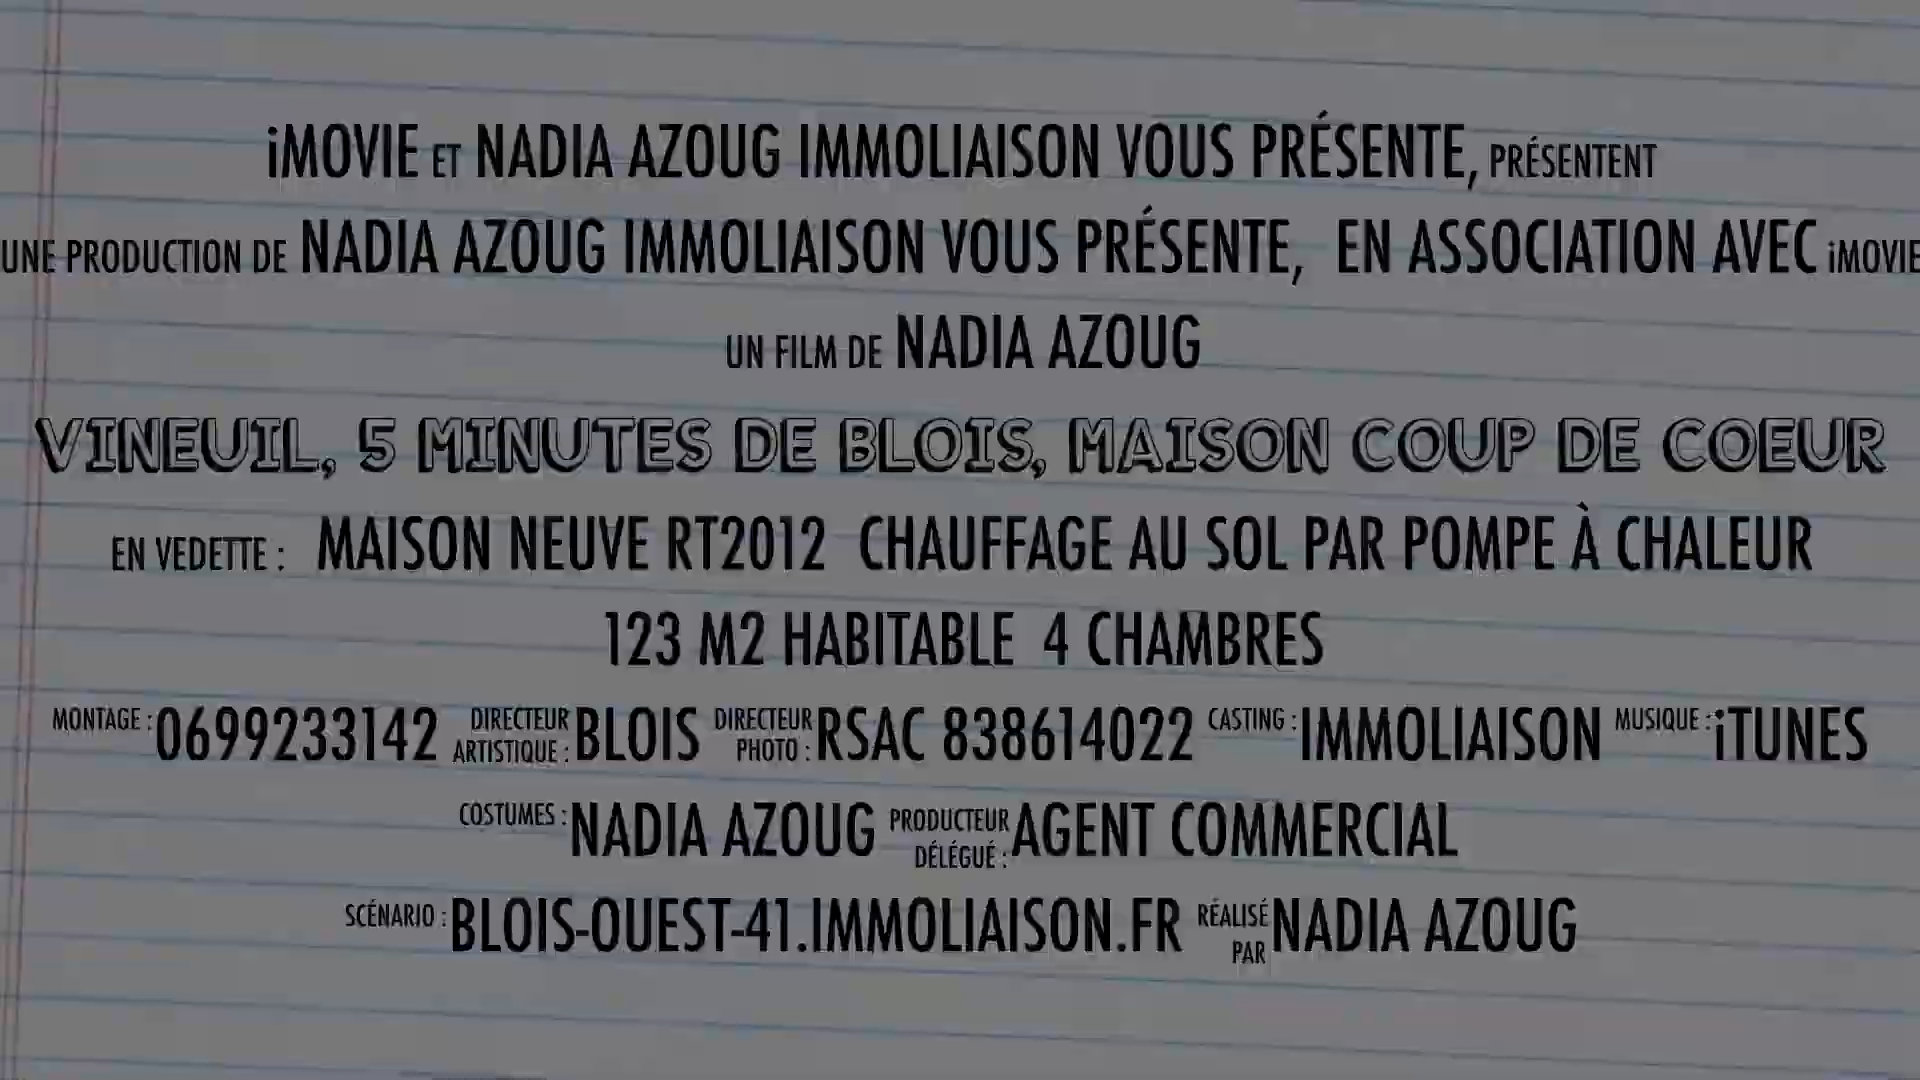 iMOVIE ET NADIA AZOUG IMMOLIAISON VOUS PRÉSENTE, PRÉSENTENT
UNE PRODUCTION DE NADIA AZOUG IMMOLIAISON VOUS PRÉSENTE, EN ASSOCIATION AVEC iMOVIE
UN FILM DE NADIA AZOUG
VINEUIL, 5 MINUTES DE BLOIS, MAISON COUP DE COEUR
EN VEDETTE : MAISON NEUVE RT2012 CHAUFFAGE AU SOL PAR POMPE À CHALEUR
123 M2 HABITABLE 4 CHAMBRES
MONTAGE : 0699233142 DIRECTEUR ARTISTIQUE : BLOIS DIRECTEUR PHOTO : RSAC 838614022 CASTING : IMMOLIAISON MUSIQUE : iTUNES
COSTUMES : NADIA AZOUG PRODUCTEUR DÉLÉGUÉ : AGENT COMMERCIAL
SCÉNARIO : BLOIS-OUEST-41.IMMOLIAISON.FR RÉALISÉ PAR NADIA AZOUG